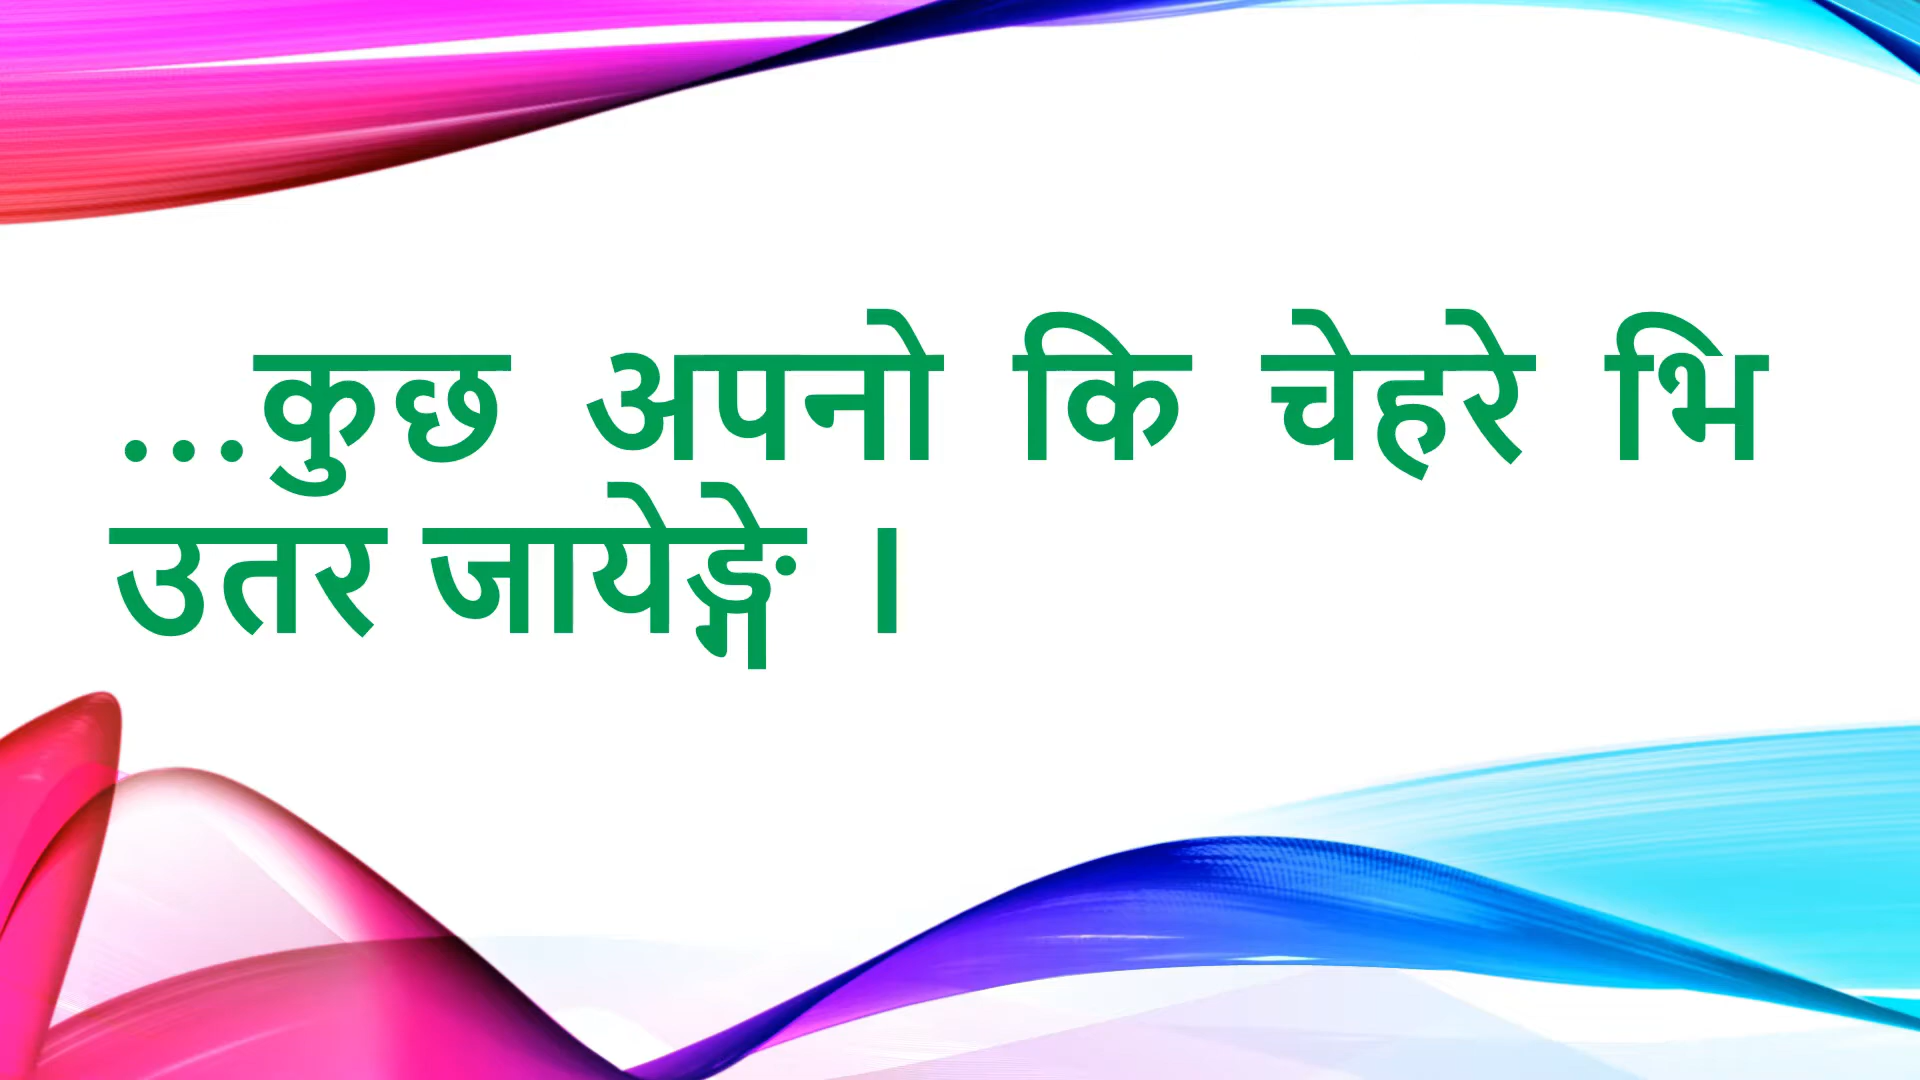 ...कुछ अपनो कि चेहरे भि
उतर जायेङ्गे ।